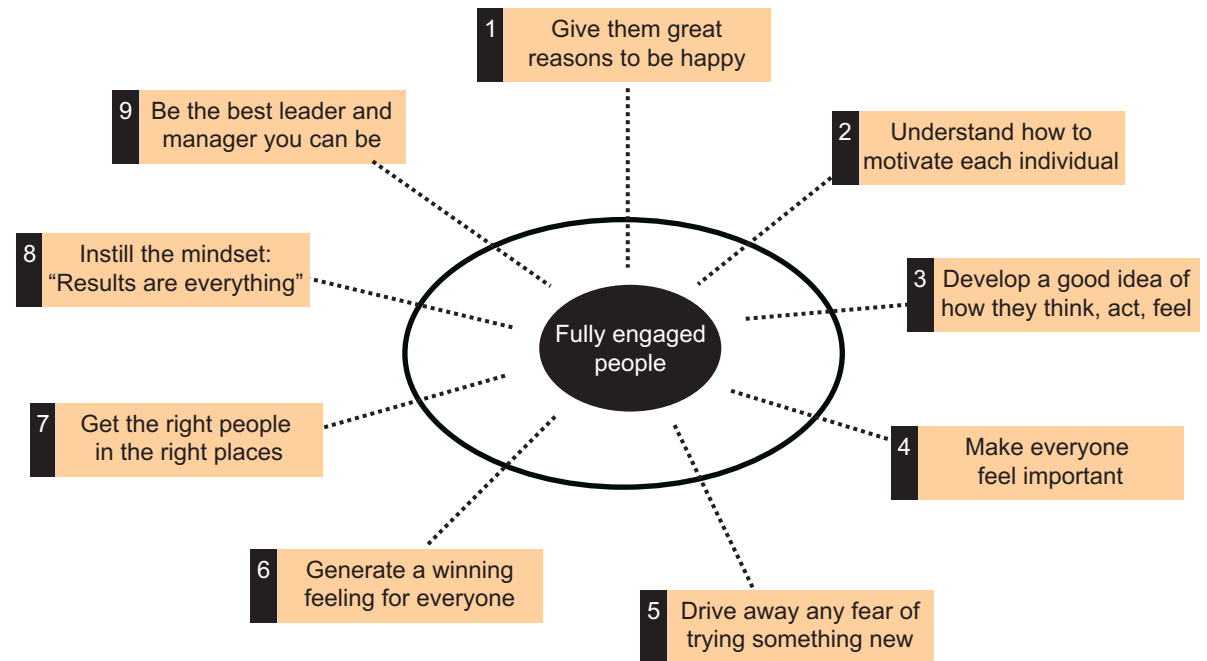 1
Give them great
reasons to be happy
2
Understand how to
motivate each individual
3
Develop a good idea of
how they think, act, feel
4
Make everyone
feel important
5
Drive away any fear of
trying something new
6
Generate a winning
feeling for everyone
7
Get the right people
in the right places
8
Instill the mindset:
“Results are everything”
9
Be the best leader and
manager you can be
Fully engaged
people